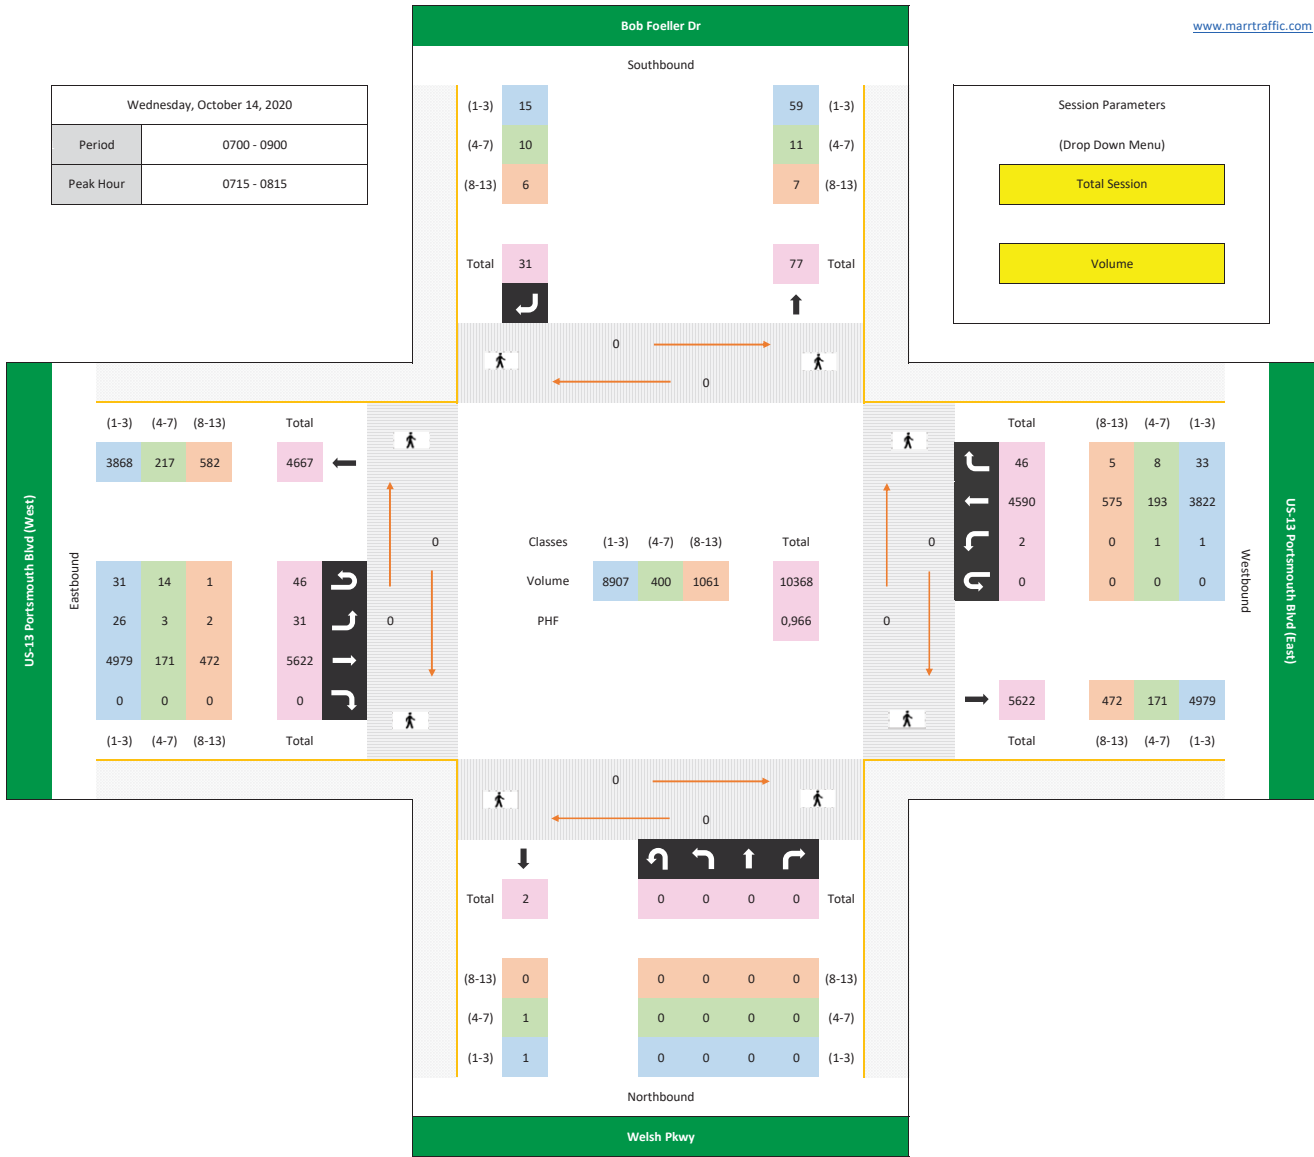 Bob Foeller Dr
www.marrtraffic.com
Southbound
Wednesday, October 14, 2020
Period 0700 - 0900
Peak Hour 0715 - 0815
Session Parameters
(Drop Down Menu)
Total Session
Volume
(1-3) 15 59 (1-3)
(4-7) 10 11 (4-7)
(8-13) 6 7 (8-13)
Total 31 77 Total
0
0
US-13 Portsmouth Blvd (West)
Eastbound
(1-3) (4-7) (8-13) Total
3868 217 582 4667
31 14 1 46
26 3 2 31
4979 171 472 5622
0 0 0 0
(1-3) (4-7) (8-13) Total
0
0
Classes (1-3) (4-7) (8-13) Total
Volume 8907 400 1061 10368
PHF 0,966
0
0
Total (8-13) (4-7) (1-3)
46 5 8 33
4590 575 193 3822
2 0 1 1
0 0 0 0
5622 472 171 4979
Total (8-13) (4-7) (1-3)
Westbound
US-13 Portsmouth Blvd (East)
0
0
Total 2 0 0 0 0 Total
(8-13) 0 0 0 0 0 (8-13)
(4-7) 1 0 0 0 0 (4-7)
(1-3) 1 0 0 0 0 (1-3)
Northbound
Welsh Pkwy